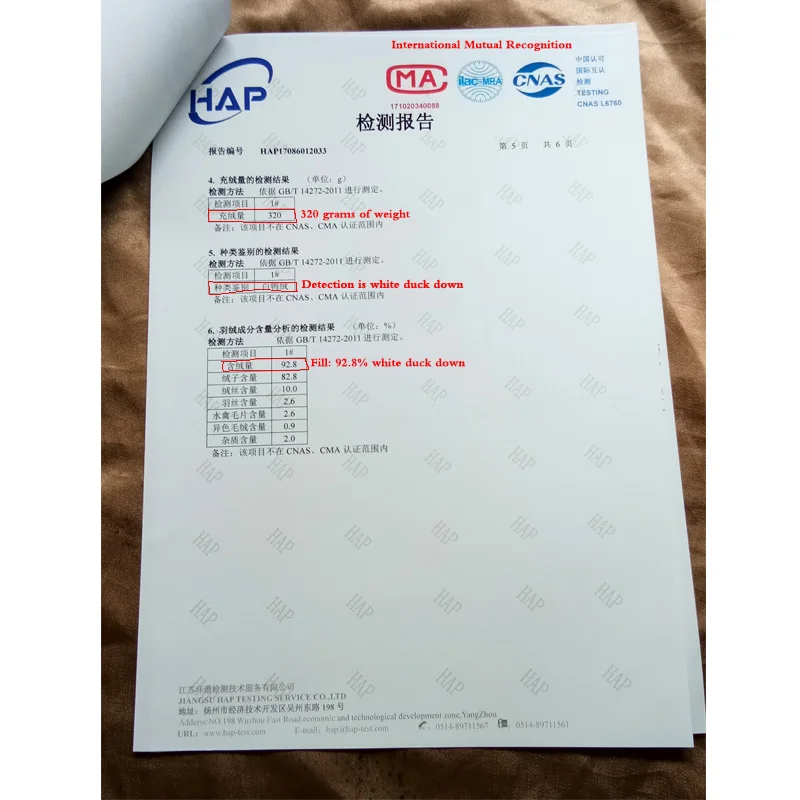 International Mutual Recognition
HAP
MA
171020340088
ilac-MRA
CNAS
中国认可
国际互认
检测
TESTING
CNAS L6760
检测报告
报告编号 HAP17086012033 第 5 页 共 6 页
4. 充绒量的检测结果 （单位：g）
检测方法 依据 GB/T 14272-2011 进行测定。
检测项目 1#
充绒量 320 320 grams of weight
备注：该项目不在 CNAS、CMA 认证范围内
5. 种类鉴别的检测结果
检测方法 依据 GB/T 14272-2011 进行测定。
检测项目 1#
种类鉴别 白鸭绒 Detection is white duck down
备注：该项目不在 CNAS、CMA 认证范围内
6. 羽绒成分含量分析的检测结果 （单位：%）
检测方法 依据 GB/T 14272-2011 进行测定。
检测项目 1#
含绒量 92.8 Fill: 92.8% white duck down
绒子含量 82.8
绒丝含量 10.0
羽丝含量 2.6
水禽毛片含量 2.6
异色毛绒含量 0.9
杂质含量 2.0
备注：该项目不在 CNAS、CMA 认证范围内
江苏环谱检测技术服务有限公司
JIANGSU HAP TESTING SERVICE CO.,LTD
地址：扬州市经济技术开发区吴州东路 198 号
Address:NO.198 Wuzhou East Road,economic and technological development zone,YangZhou
URL: www.hap-test.com E-mail: hap@hap-test.com : 0514-89711567 : 0514-89711561